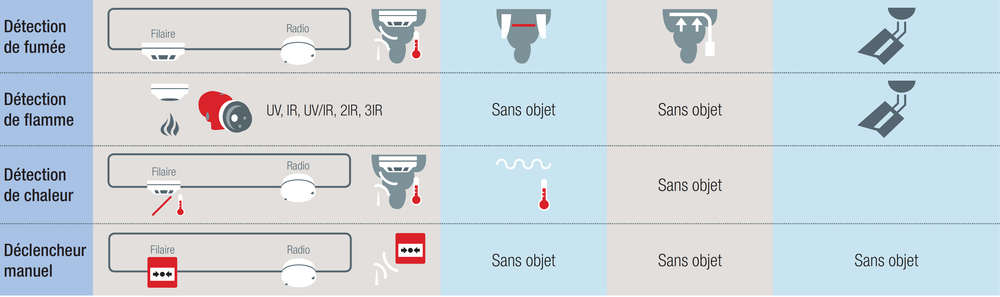 Détection
de fumée
Filaire
Radio
Détection
de flamme
UV, IR, UV/IR, 2IR, 3IR
Sans objet
Sans objet
Détection
de chaleur
Filaire
Radio
Sans objet
Déclencheur
manuel
Filaire
Radio
Sans objet
Sans objet
Sans objet